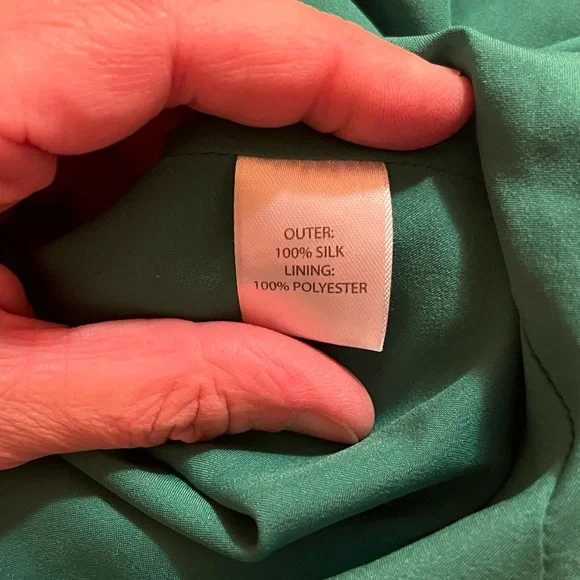 OUTER:
100% SILK
LINING:
100% POLYESTER